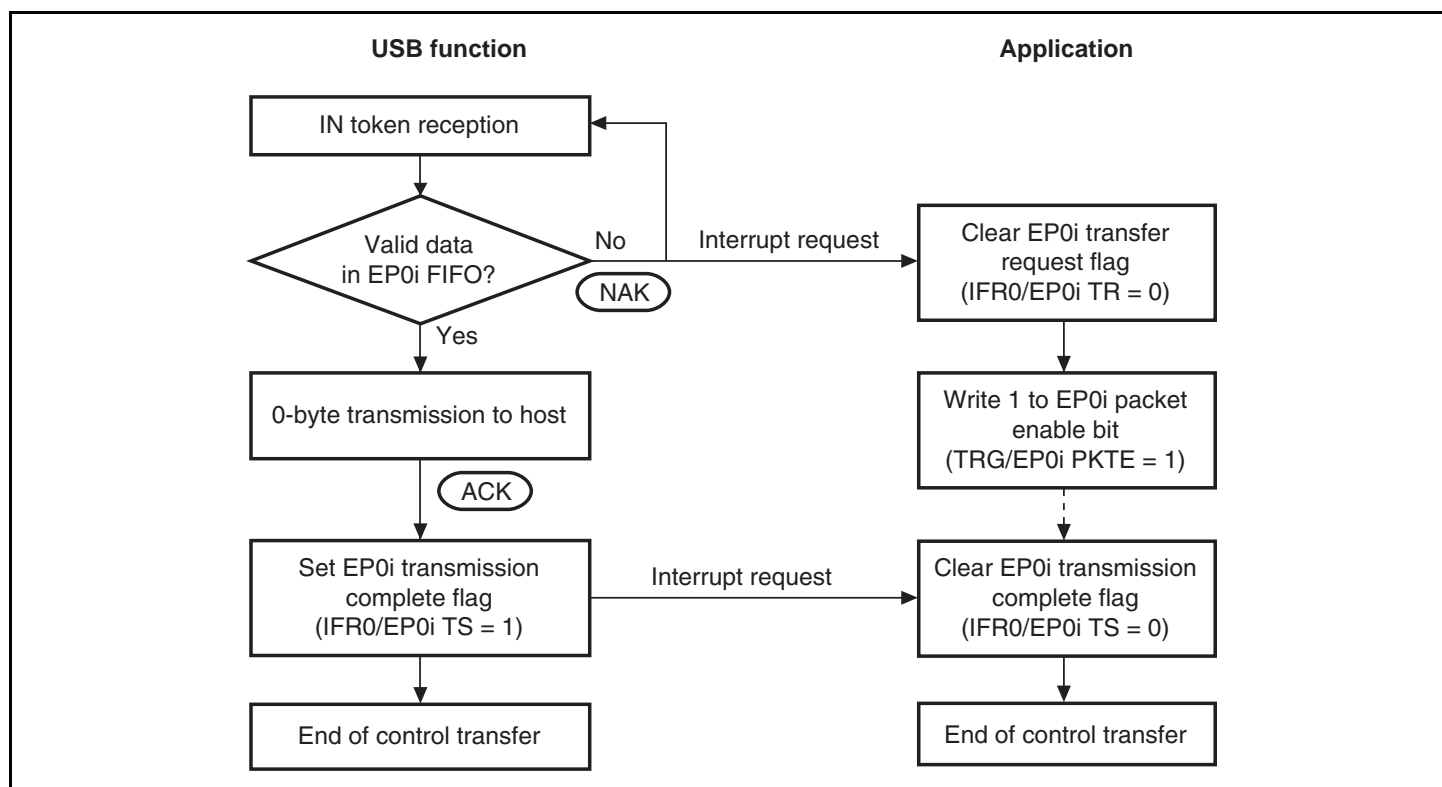 USB function
Application
IN token reception
Valid data
in EP0i FIFO?
No
NAK
Interrupt request
Clear EP0i transfer
request flag
(IFR0/EP0i TR = 0)
Yes
0-byte transmission to host
Write 1 to EP0i packet
enable bit
(TRG/EP0i PKTE = 1)
ACK
Set EP0i transmission
complete flag
(IFR0/EP0i TS = 1)
Interrupt request
Clear EP0i transmission
complete flag
(IFR0/EP0i TS = 0)
End of control transfer
End of control transfer